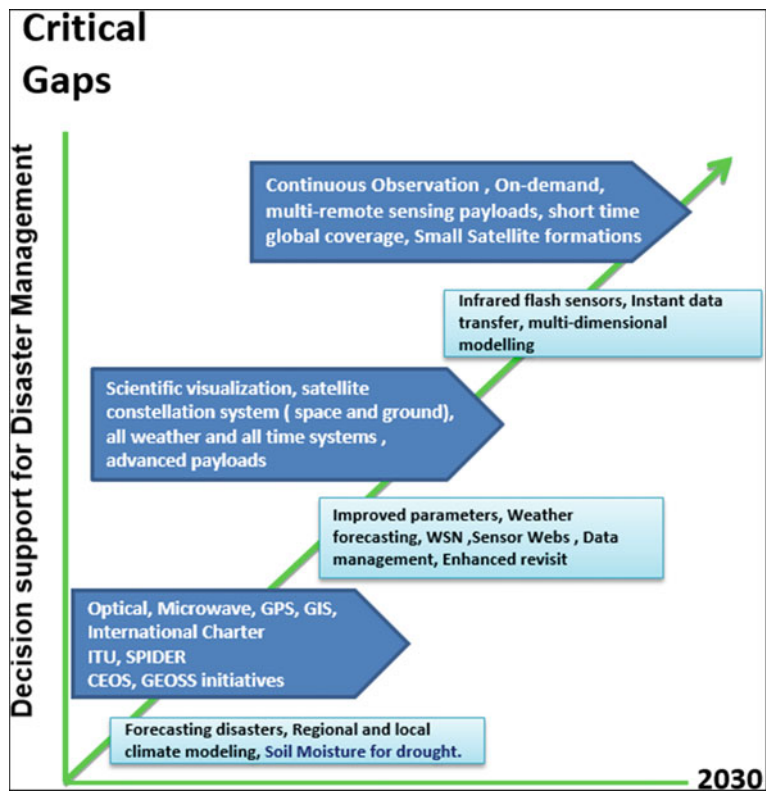 Critical
Gaps
Decision support for Disaster Management
Continuous Observation , On-demand,
multi-remote sensing payloads, short time
global coverage, Small Satellite formations
Infrared flash sensors, Instant data
transfer, multi-dimensional
modelling
Scientific visualization, satellite
constellation system ( space and ground),
all weather and all time systems ,
advanced payloads
Improved parameters, Weather
forecasting, WSN ,Sensor Webs , Data
management, Enhanced revisit
Optical, Microwave, GPS, GIS,
International Charter
ITU, SPIDER
CEOS, GEOSS initiatives
Forecasting disasters, Regional and local
climate modeling, Soil Moisture for drought.
2030